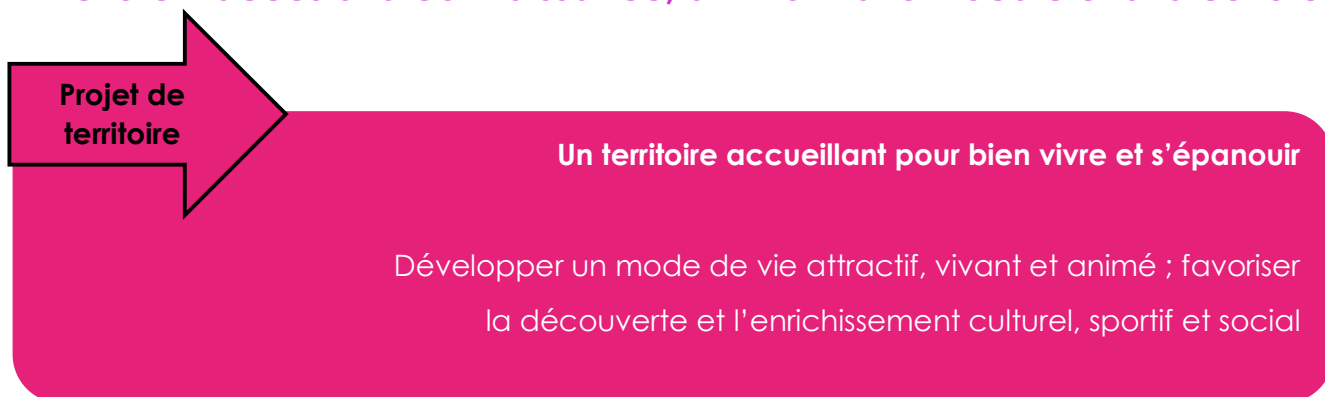 Projet de
territoire
Un territoire accueillant pour bien vivre et s’épanouir
Développer un mode de vie attractif, vivant et animé ; favoriser
la découverte et l’enrichissement culturel, sportif et social